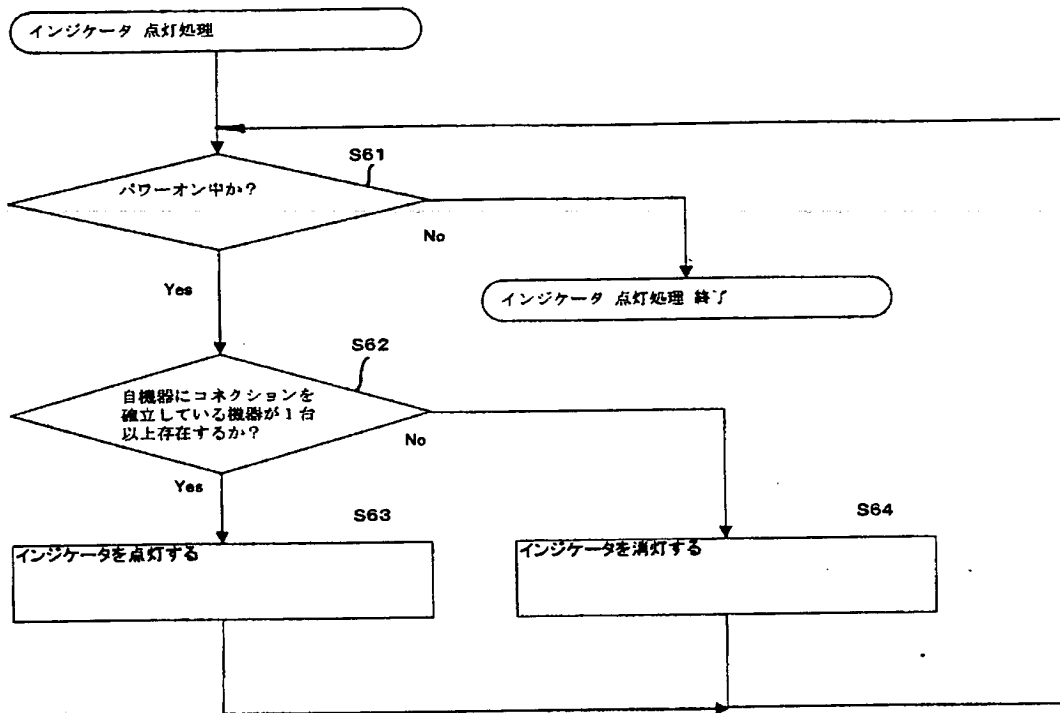 インジケータ 点灯処理
S61
パワーオン中か？
No
Yes
インジケータ 点灯処理 終了
S62
自機器にコネクションを
確立している機器が１台
以上存在するか？
No
Yes
S63
S64
インジケータを点灯する
インジケータを消灯する